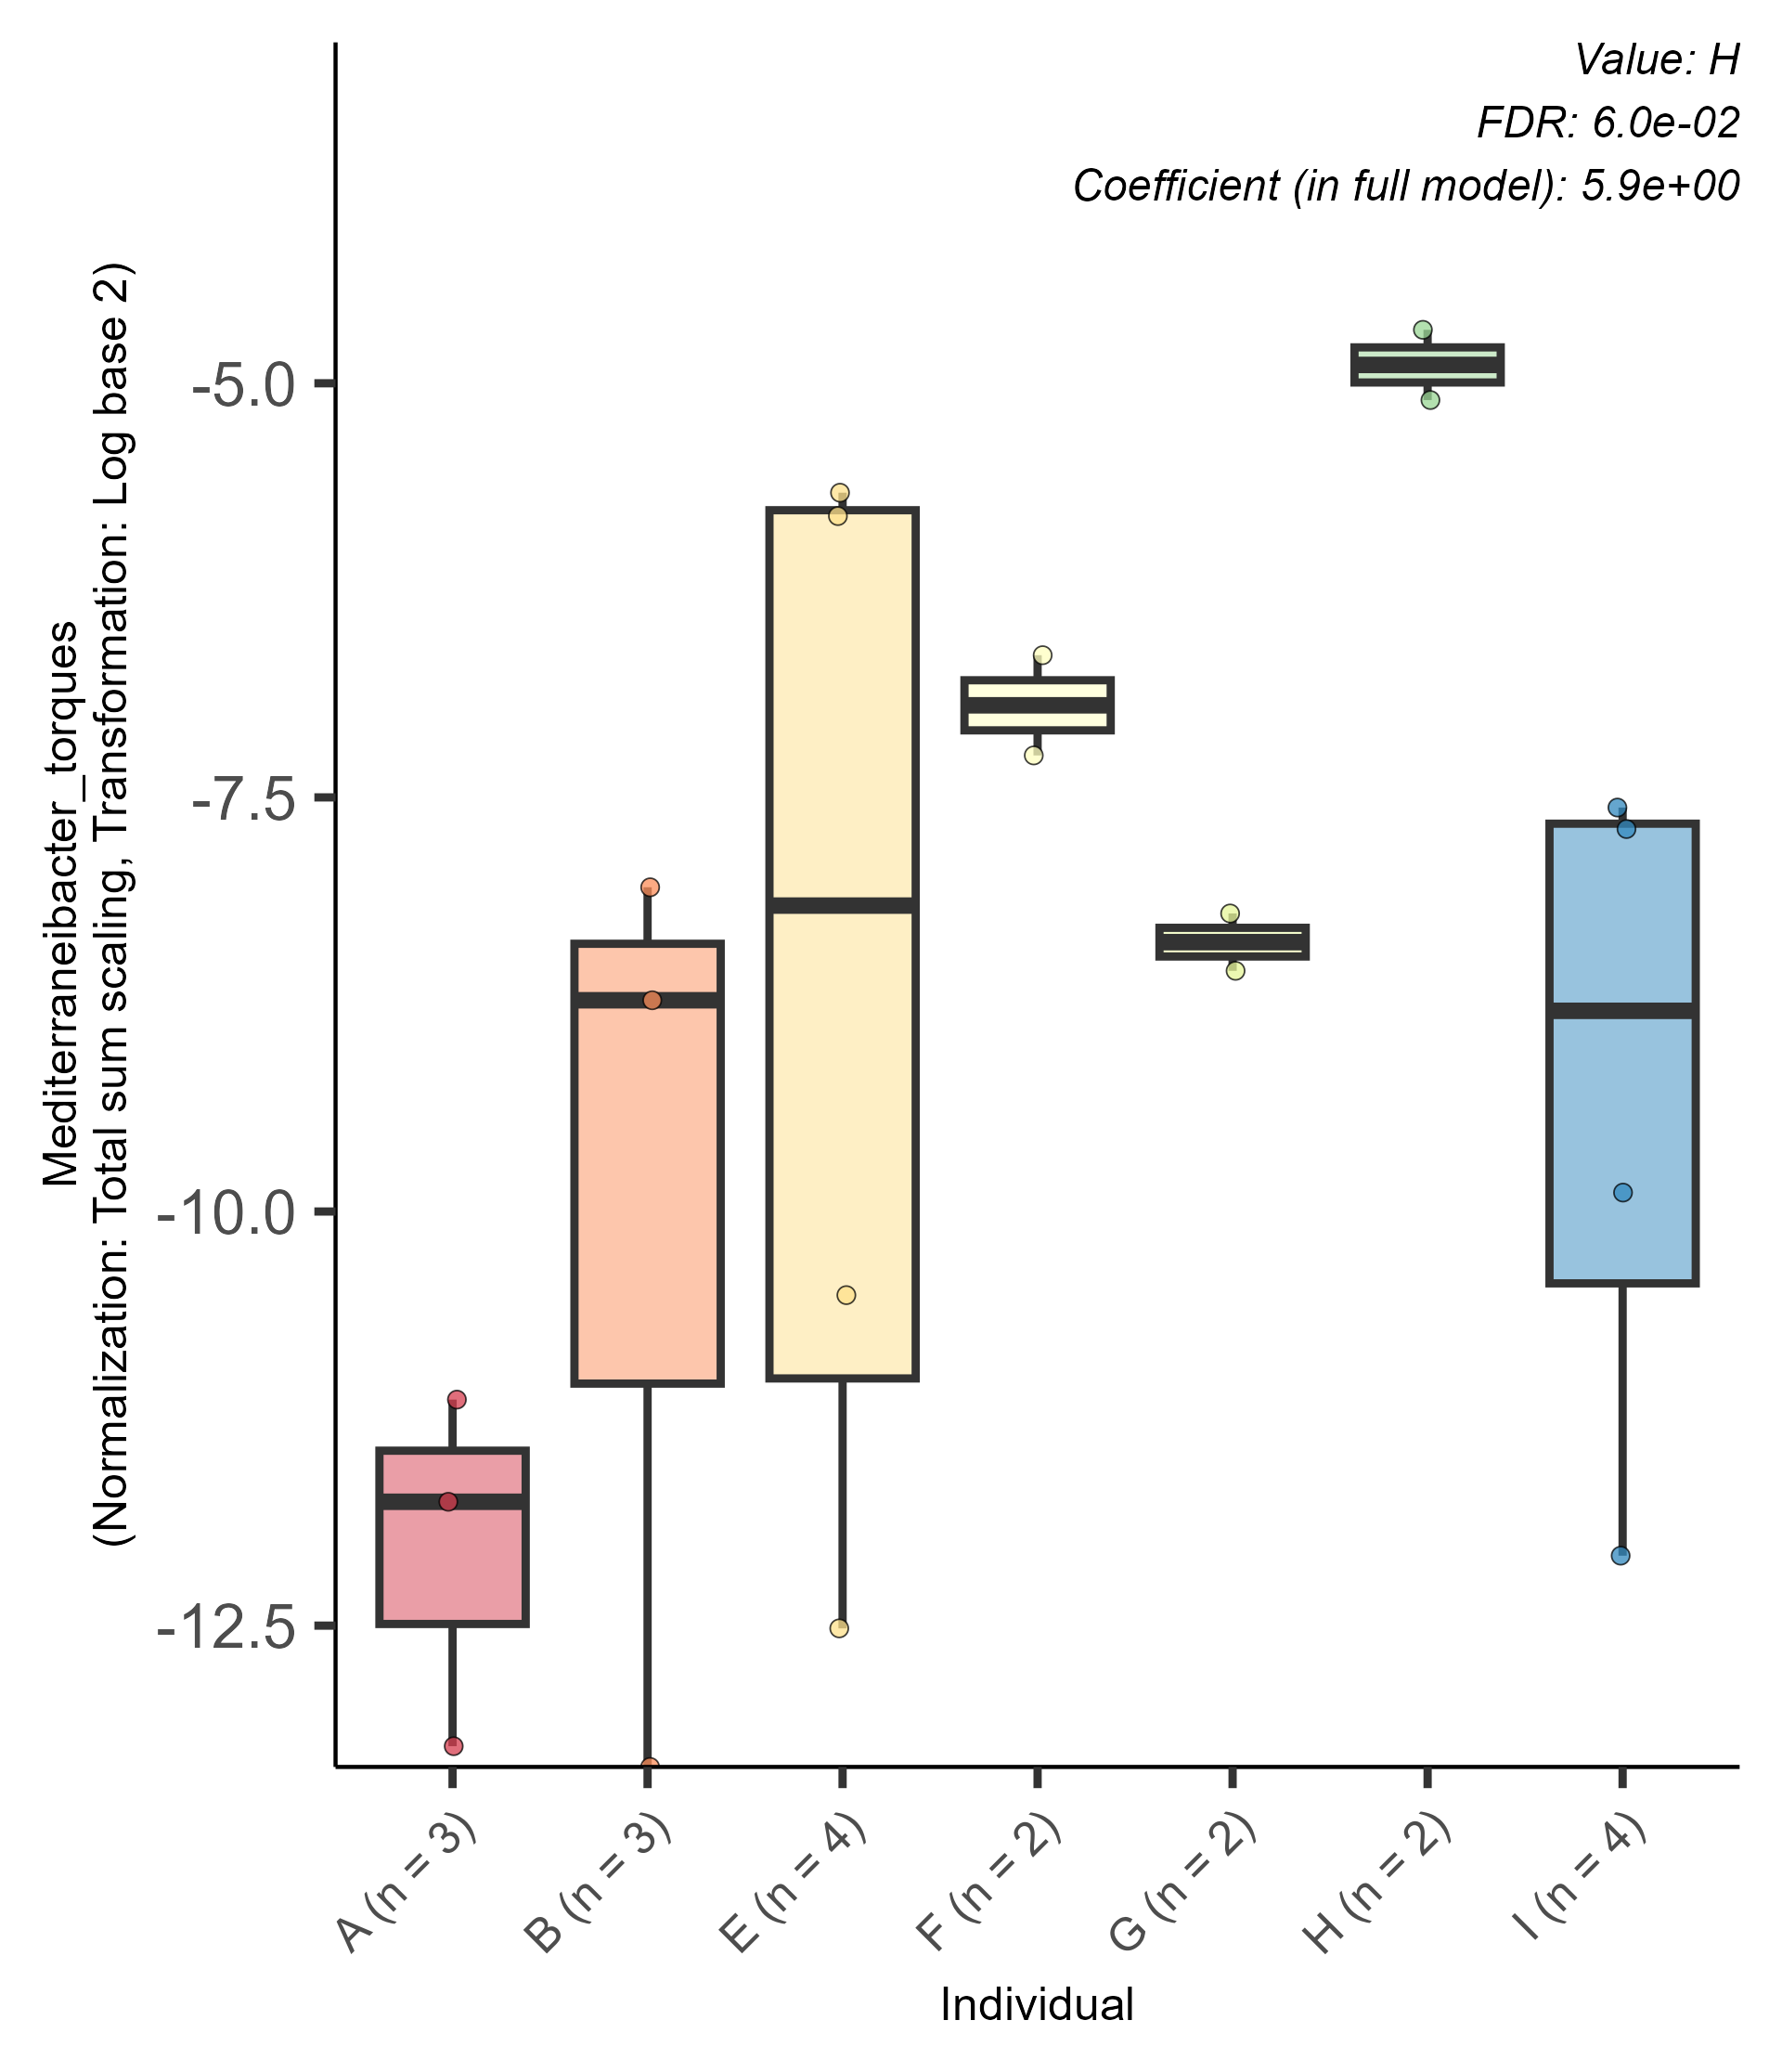 Value: H
FDR: 6.0e-02
Coefficient (in full model): 5.9e+00
Mediterraneibacter_torques
(Normalization: Total sum scaling, Transformation: Log base 2)
-5.0
-7.5
-10.0
-12.5
A (n = 3)
B (n = 3)
E (n = 4)
F (n = 2)
G (n = 2)
H (n = 2)
I (n = 4)
Individual